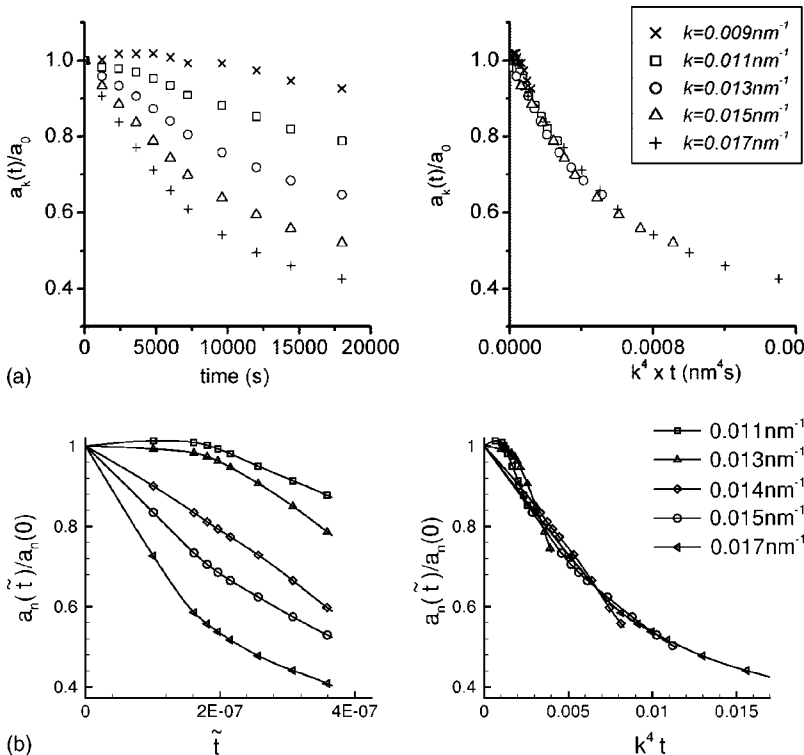 1.0
0.8
0.6
0.4
a_k(t)/a_0
0
5000
10000
15000
20000
time (s)
(a)
1.0
0.8
0.6
0.4
a_k(t)/a_0
0.0000
0.0008
0.00
k^4 x t (nm^4s)
k=0.009nm^-1
k=0.011nm^-1
k=0.013nm^-1
k=0.015nm^-1
k=0.017nm^-1
1
0.8
0.6
0.4
a_n(t̃)/a_n(0)
0
2E-07
4E-07
t̃
(b)
1
0.8
0.6
0.4
a_n(t̃)/a_n(0)
0
0.005
0.01
0.015
k^4 t
0.011nm^-1
0.013nm^-1
0.014nm^-1
0.015nm^-1
0.017nm^-1